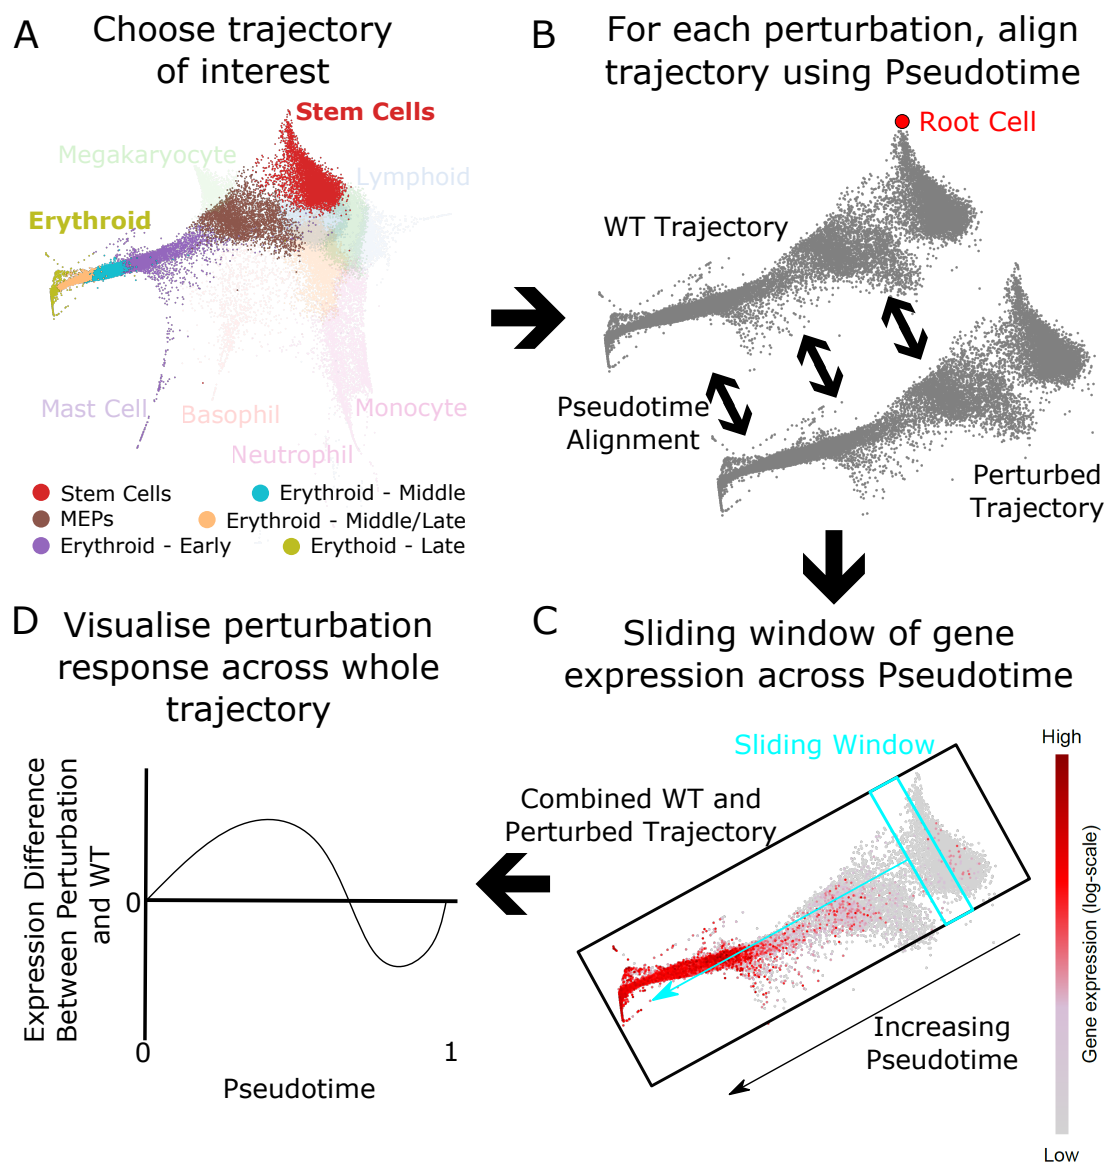 A
Choose trajectory
of interest
Stem Cells
Megakaryocyte
Lymphoid
Erythroid
Mast Cell
Basophil
Monocyte
Neutrophil
Stem Cells
Erythroid - Middle
MEPs
Erythroid - Middle/Late
Erythroid - Early
Erythoid - Late
B
For each perturbation, align
trajectory using Pseudotime
Root Cell
WT Trajectory
Pseudotime
Alignment
Perturbed
Trajectory
C
Sliding window of gene
expression across Pseudotime
Sliding Window
Combined WT and
Perturbed Trajectory
Increasing
Pseudotime
High
Gene expression (log-scale)
Low
D
Visualise perturbation
response across whole
trajectory
Expression Difference
Between Perturbation
and WT
0
0
1
Pseudotime